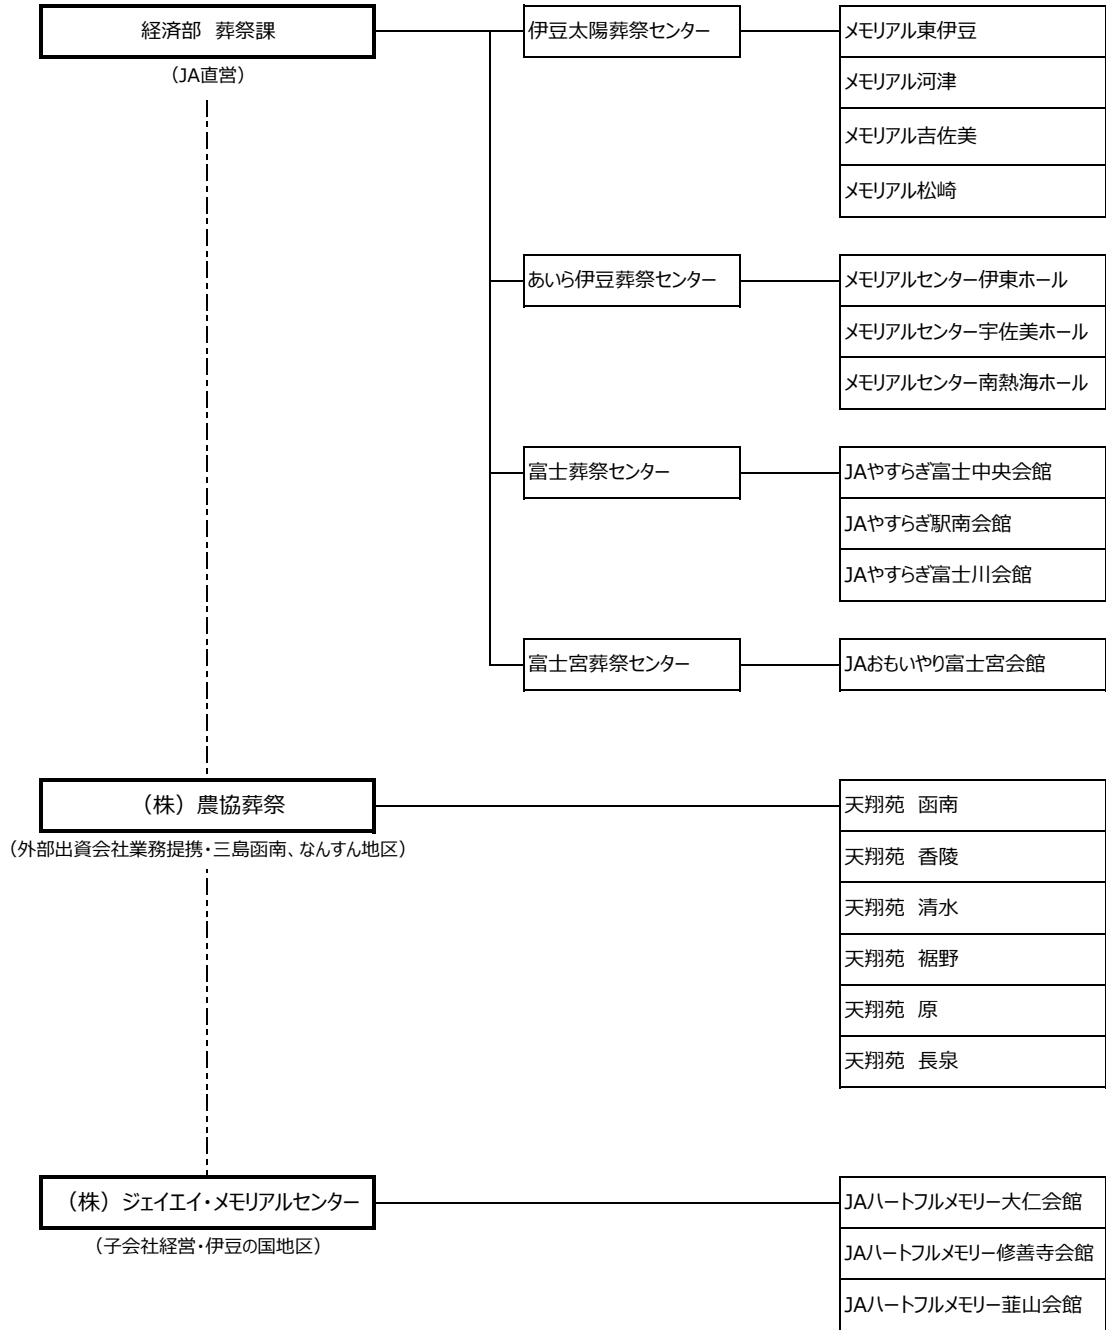 経済部 葬祭課
（JA直営）
伊豆太陽葬祭センター
メモリアル東伊豆
メモリアル河津
メモリアル吉佐美
メモリアル松崎
あいら伊豆葬祭センター
メモリアルセンター伊東ホール
メモリアルセンター宇佐美ホール
メモリアルセンター南熱海ホール
富士葬祭センター
JAやすらぎ富士中央会館
JAやすらぎ駅南会館
JAやすらぎ富士川会館
富士宮葬祭センター
JAおもいやり富士宮会館
（株）農協葬祭
（外部出資会社業務提携・三島函南、なんすん地区）
天翔苑 函南
天翔苑 香陵
天翔苑 清水
天翔苑 裾野
天翔苑 原
天翔苑 長泉
（株）ジェイエイ・メモリアルセンター
（子会社経営・伊豆の国地区）
JAハートフルメモリー大仁会館
JAハートフルメモリー修善寺会館
JAハートフルメモリー韮山会館